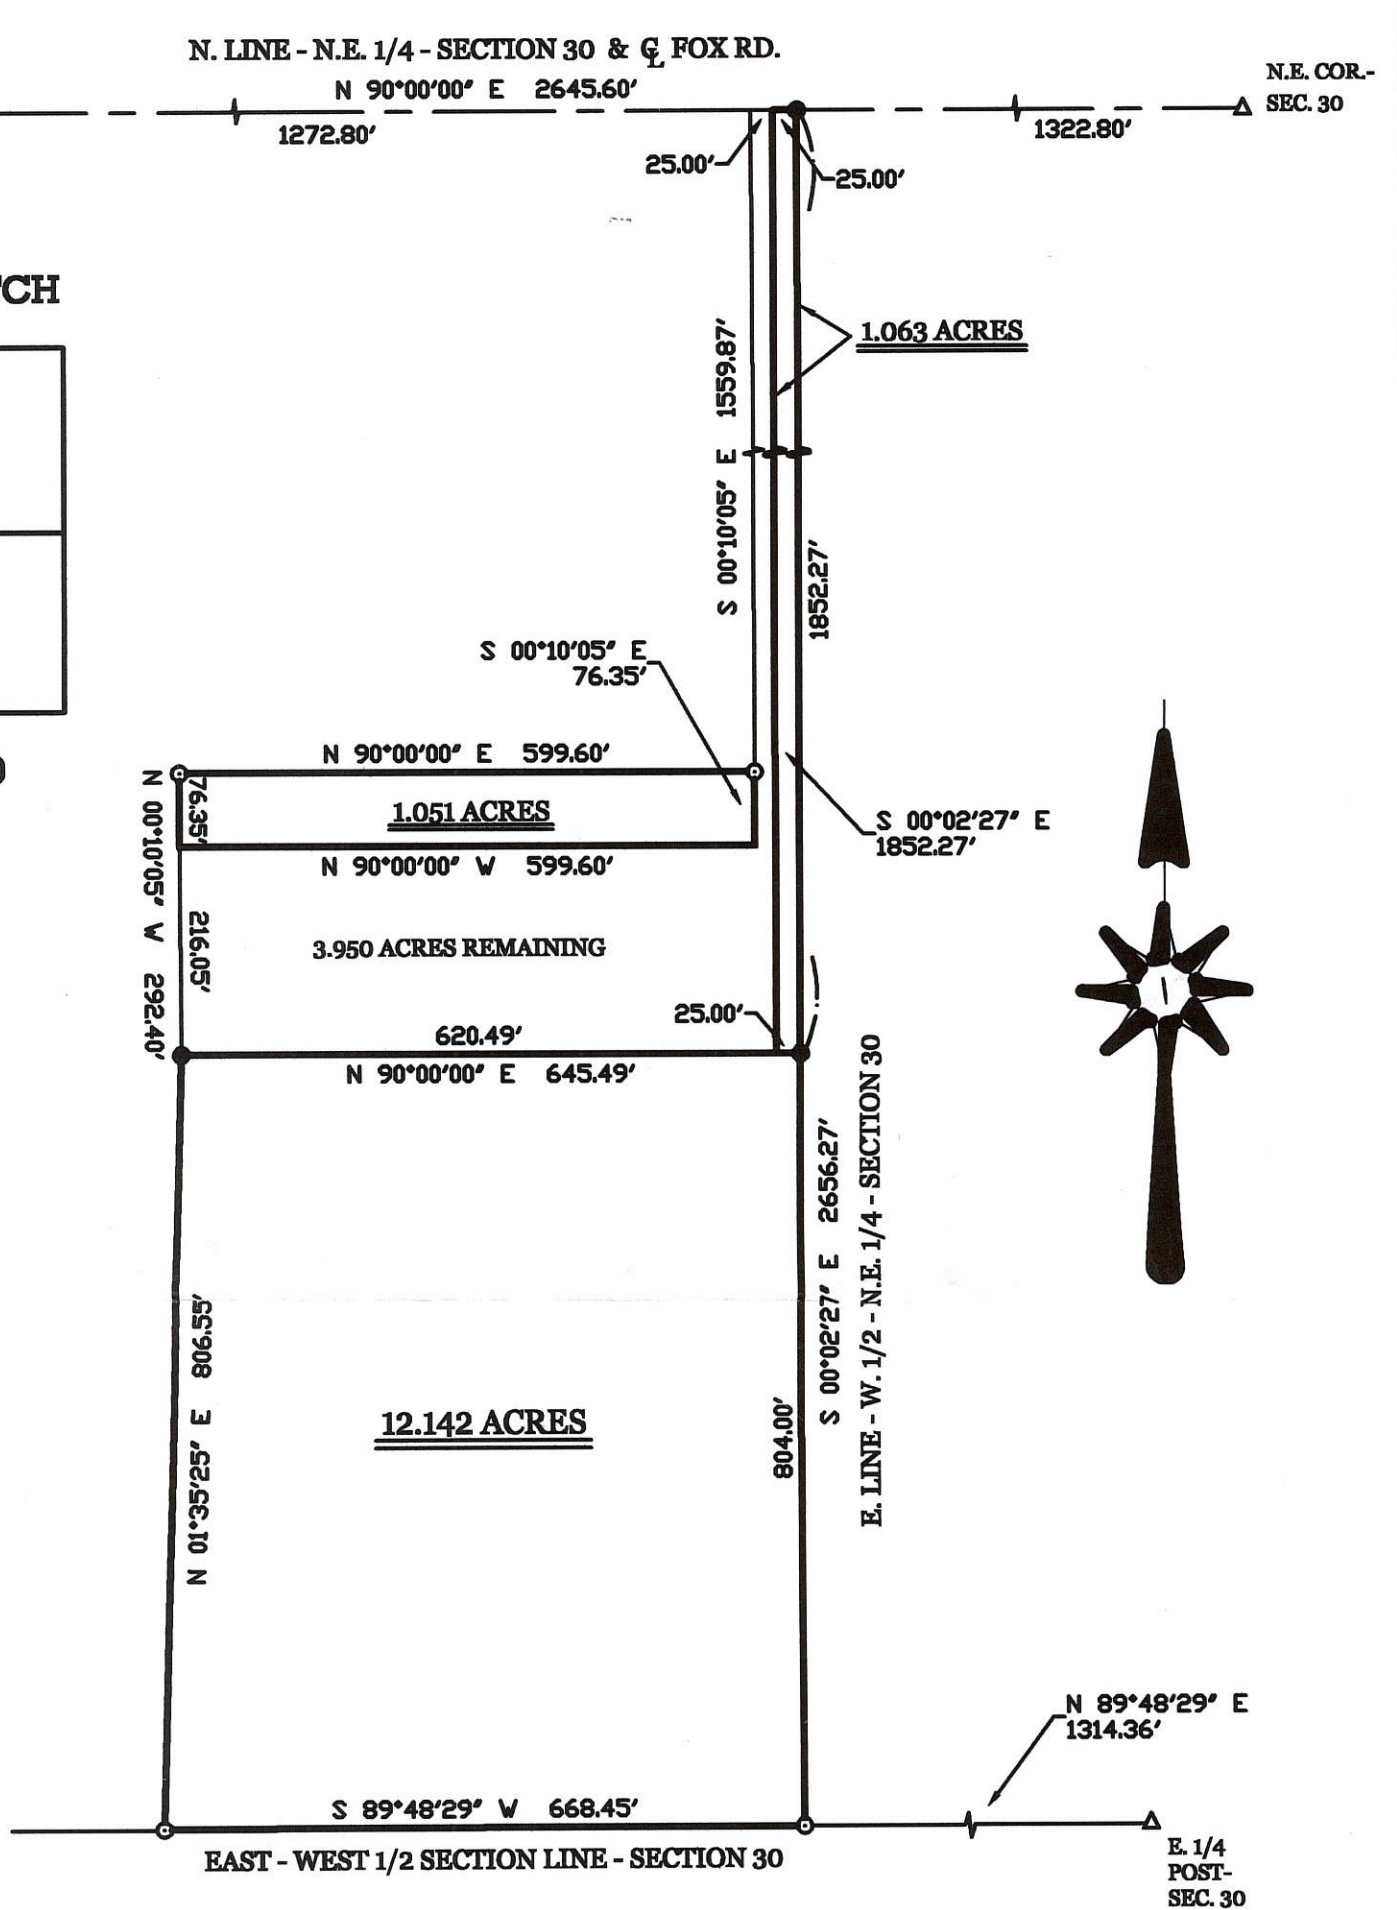 N. LINE - N.E. 1/4 - SECTION 30 & ℄ FOX RD.
N 90°00'00" E 2645.60'
N.E. COR.-
SEC. 30
1272.80'
1322.80'
25.00'
25.00'
TCH
1.063 ACRES
S 00°10'05" E 1559.87'
1852.27'
S 00°10'05" E
76.35'
N 90°00'00" E 599.60'
76.35'
1.051 ACRES
S 00°02'27" E
1852.27'
N 90°00'00" W 599.60'
N 00°10'05" W 292.40'
216.05'
3.950 ACRES REMAINING
25.00'
620.49'
N 90°00'00" E 645.49'
S 00°02'27" E 2656.27'
E. LINE - W. 1/2 - N.E. 1/4 - SECTION 30
N 01°35'25" E 806.55'
12.142 ACRES
804.00'
N 89°48'29" E
1314.36'
S 89°48'29" W 668.45'
EAST - WEST 1/2 SECTION LINE - SECTION 30
E. 1/4
POST-
SEC. 30